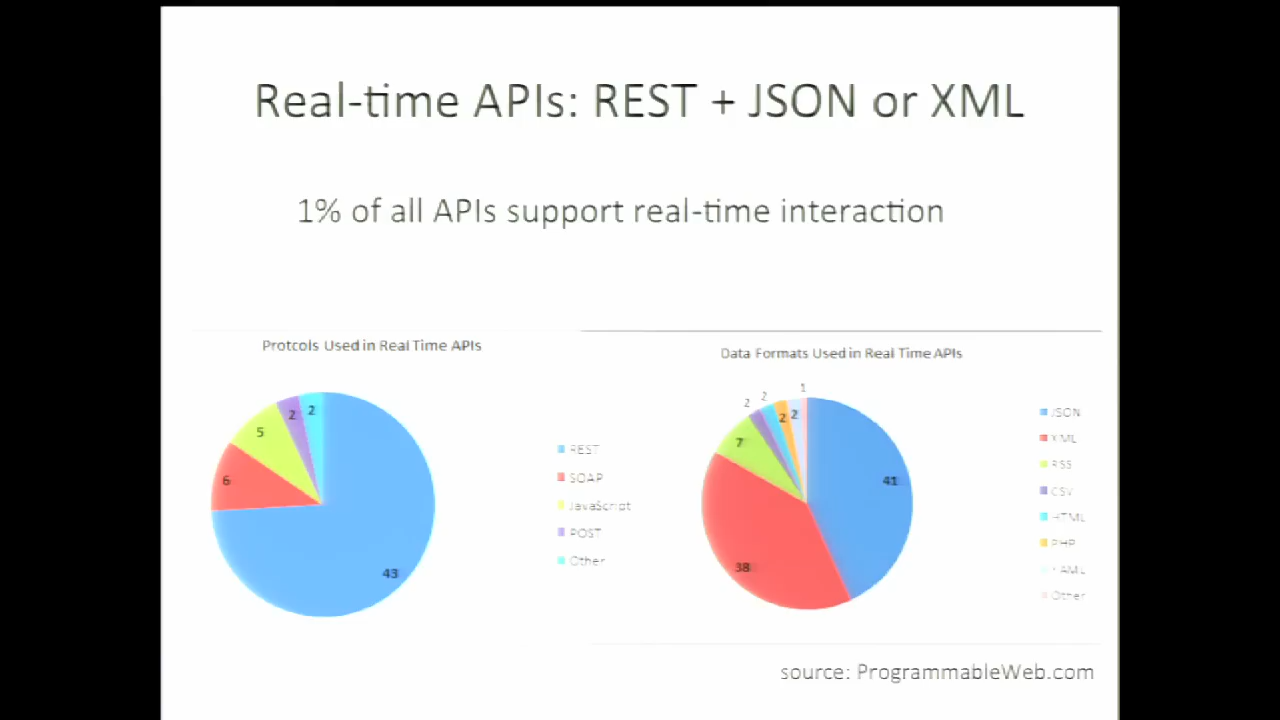 Real-time APIs: REST + JSON or XML
1% of all APIs support real-time interaction
Protcols Used in Real Time APIs
2
2
5
6
43
REST
SOAP
JavaScript
POST
Other
Data Formats Used in Real Time APIs
1
2
2
2
2
7
41
38
JSON
XML
RSS
CSV
HTML
PHP
YAML
Other
source: ProgrammableWeb.com